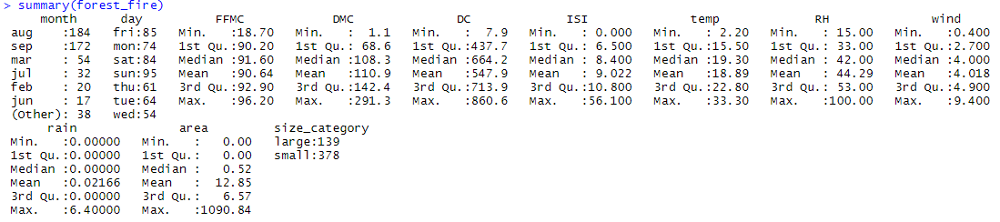 > summary(forest_fire)
     month      day          FFMC            DMC              DC             ISI              temp             RH              wind
 aug    :184   fri:85   Min.   :18.70   Min.   :  1.1   Min.   :  7.9   Min.   : 0.000   Min.   : 2.20   Min.   : 15.00   Min.   :0.400
 sep    :172   mon:74   1st Qu.:90.20   1st Qu.: 68.6   1st Qu.:437.7   1st Qu.: 6.500   1st Qu.:15.50   1st Qu.: 33.00   1st Qu.:2.700
 mar    : 54   sat:84   Median :91.60   Median :108.3   Median :664.2   Median : 8.400   Median :19.30   Median : 42.00   Median :4.000
 jul    : 32   sun:95   Mean   :90.64   Mean   :110.9   Mean   :547.9   Mean   : 9.022   Mean   :18.89   Mean   : 44.29   Mean   :4.018
 feb    : 20   thu:61   3rd Qu.:92.90   3rd Qu.:142.4   3rd Qu.:713.9   3rd Qu.:10.800   3rd Qu.:22.80   3rd Qu.: 53.00   3rd Qu.:4.900
 jun    : 17   tue:64   Max.   :96.20   Max.   :291.3   Max.   :860.6   Max.   :56.100   Max.   :33.30   Max.   :100.00   Max.   :9.400
 (Other): 38   wed:54
      rain              area         size_category
 Min.   :0.00000   Min.   :   0.00   large:139
 1st Qu.:0.00000   1st Qu.:   0.00   small:378
 Median :0.00000   Median :   0.52
 Mean   :0.02166   Mean   :  12.85
 3rd Qu.:0.00000   3rd Qu.:   6.57
 Max.   :6.40000   Max.   :1090.84